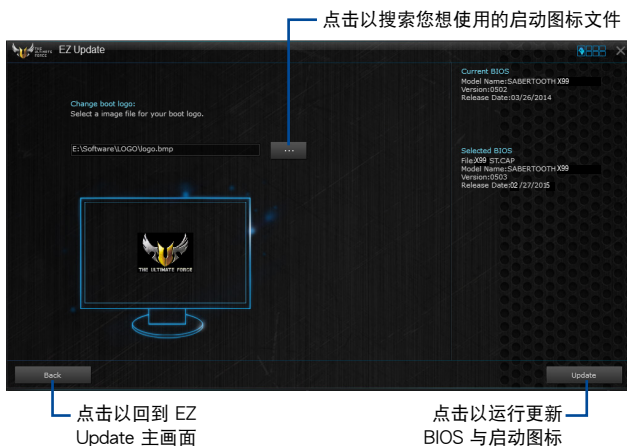 点击以搜索您想使用的启动图标文件
THE ULTIMATE FORCE EZ Update
Current BIOS
Model Name:SABERTOOTH X99
Version:0502
Release Date:03/26/2014
Change boot logo:
Select a image file for your boot logo.
E:\Software\LOGO\logo.bmp
...
Selected BIOS
File:X99 ST.CAP
Model Name:SABERTOOTH X99
Version:0503
Release Date:02 /27/2015
THE ULTIMATE FORCE
Back
Update
点击以回到 EZ
Update 主画面
点击以运行更新
BIOS 与启动图标